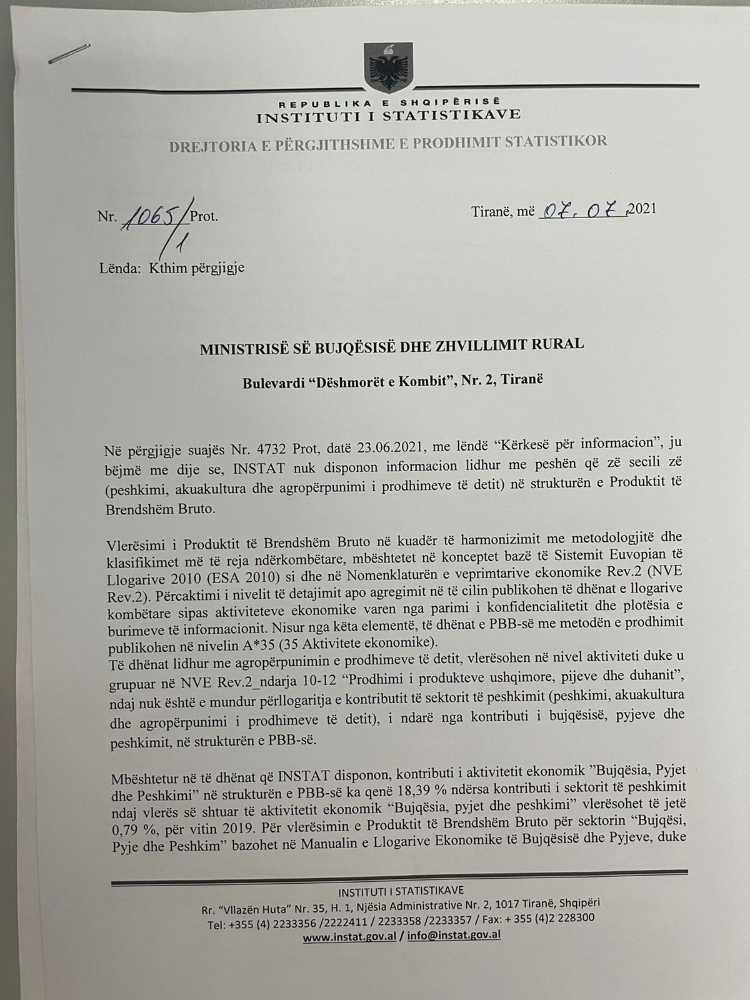 REPUBLIKA E SHQIPËRISË
INSTITUTI I STATISTIKAVE
DREJTORIA E PËRGJITHSHME E PRODHIMIT STATISTIKOR
Nr. 1065/1 Prot.
Tiranë, më 07.07.2021
Lënda: Kthim përgjigje
MINISTRISË SË BUJQËSISË DHE ZHVILLIMIT RURAL
Bulevardi “Dëshmorët e Kombit”, Nr. 2, Tiranë
Në përgjigje suajës Nr. 4732 Prot, datë 23.06.2021, me lëndë “Kërkesë për informacion”, ju
bëjmë me dije se, INSTAT nuk disponon informacion lidhur me peshën që zë secili zë
(peshkimi, akuakultura dhe agropërpunimi i prodhimeve të detit) në strukturën e Produktit të
Brendshëm Bruto.
Vlerësimi i Produktit të Brendshëm Bruto në kuadër të harmonizimit me metodologjitë dhe
klasifikimet më të reja ndërkombëtare, mbështetet në konceptet bazë të Sistemit Euvopian të
Llogarive 2010 (ESA 2010) si dhe në Nomenklaturën e veprimtarive ekonomike Rev.2 (NVE
Rev.2). Përcaktimi i nivelit të detajimit apo agregimit në të cilin publikohen të dhënat e llogarive
kombëtare sipas aktiviteteve ekonomike varen nga parimi i konfidencialitetit dhe plotësia e
burimeve të informacionit. Nisur nga këta elementë, të dhënat e PBB-së me metodën e prodhimit
publikohen në nivelin A*35 (35 Aktivitete ekonomike).
Të dhënat lidhur me agropërpunimin e prodhimeve të detit, vlerësohen në nivel aktiviteti duke u
grupuar në NVE Rev.2_ndarja 10-12 “Prodhimi i produkteve ushqimore, pijeve dhe duhanit”,
ndaj nuk është e mundur përllogaritja e kontributit të sektorit të peshkimit (peshkimi, akuakultura
dhe agropërpunimi i prodhimeve të detit), i ndarë nga kontributi i bujqësisë, pyjeve dhe
peshkimit, në strukturën e PBB-së.
Mbështetur në të dhënat që INSTAT disponon, kontributi i aktivitetit ekonomik ”Bujqësia, Pyjet
dhe Peshkimi” në strukturën e PBB-së ka qenë 18,39 % ndërsa kontributi i sektorit të peshkimit
ndaj vlerës së shtuar të aktivitetit ekonomik “Bujqësia, pyjet dhe peshkimi” vlerësohet të jetë
0,79 %, për vitin 2019. Për vlerësimin e Produktit të Brendshëm Bruto për sektorin “Bujqësi,
Pyje dhe Peshkim” bazohet në Manualin e Llogarive Ekonomike të Bujqësisë dhe Pyjeve, duke
INSTITUTI I STATISTIKAVE
Rr. “Vllazën Huta” Nr. 35, H. 1, Njësia Administrative Nr. 2, 1017 Tiranë, Shqipëri
Tel: +355 (4) 2233356 /2222411 / 2233358 /2233357 / Fax: + 355 (4)2 228300
www.instat.gov.al / info@instat.gov.al